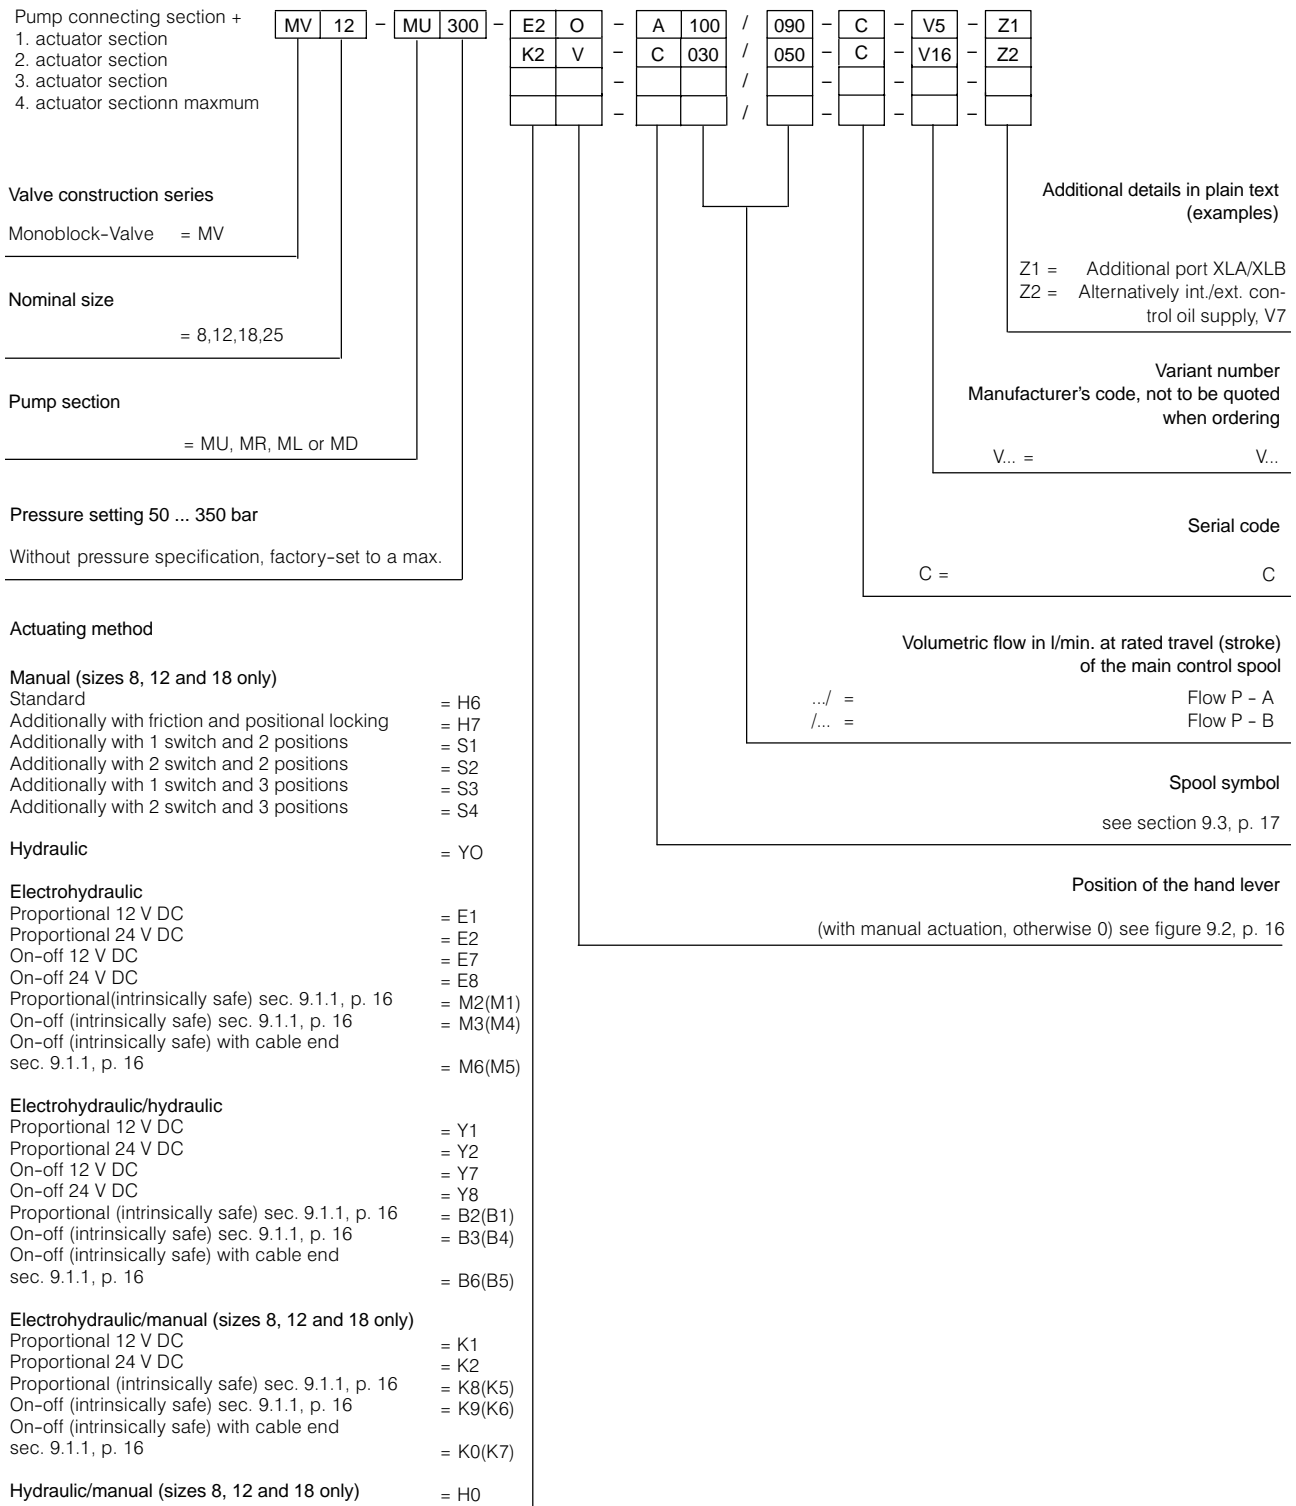 Pump connecting section +
1. actuator section
2. actuator section
3. actuator section
4. actuator sectionn maxmum
MV 12 – MU 300 – E2 O – A 100 / 090 – C – V5 – Z1
K2 V – C 030 / 050 – C – V16 – Z2
– / – – –
– / – – –
Valve construction series
Monoblock–Valve = MV
Nominal size
= 8,12,18,25
Pump section
= MU, MR, ML or MD
Pressure setting 50 ... 350 bar
Without pressure specification, factory–set to a max.
Actuating method
Manual (sizes 8, 12 and 18 only)
Standard = H6
Additionally with friction and positional locking = H7
Additionally with 1 switch and 2 positions = S1
Additionally with 2 switch and 2 positions = S2
Additionally with 1 switch and 3 positions = S3
Additionally with 2 switch and 3 positions = S4
Hydraulic = YO
Electrohydraulic
Proportional 12 V DC = E1
Proportional 24 V DC = E2
On–off 12 V DC = E7
On–off 24 V DC = E8
Proportional(intrinsically safe) sec. 9.1.1, p. 16 = M2(M1)
On–off (intrinsically safe) sec. 9.1.1, p. 16 = M3(M4)
On–off (intrinsically safe) with cable end
sec. 9.1.1, p. 16 = M6(M5)
Electrohydraulic/hydraulic
Proportional 12 V DC = Y1
Proportional 24 V DC = Y2
On–off 12 V DC = Y7
On–off 24 V DC = Y8
Proportional (intrinsically safe) sec. 9.1.1, p. 16 = B2(B1)
On–off (intrinsically safe) sec. 9.1.1, p. 16 = B3(B4)
On–off (intrinsically safe) with cable end
sec. 9.1.1, p. 16 = B6(B5)
Electrohydraulic/manual (sizes 8, 12 and 18 only)
Proportional 12 V DC = K1
Proportional 24 V DC = K2
Proportional (intrinsically safe) sec. 9.1.1, p. 16 = K8(K5)
On–off (intrinsically safe) sec. 9.1.1, p. 16 = K9(K6)
On–off (intrinsically safe) with cable end
sec. 9.1.1, p. 16 = K0(K7)
Hydraulic/manual (sizes 8, 12 and 18 only) = H0
Additional details in plain text
(examples)
Z1 = Additional port XLA/XLB
Z2 = Alternatively int./ext. con–
trol oil supply, V7
Variant number
Manufacturer's code, not to be quoted
when ordering
V... = V...
Serial code
C = C
Volumetric flow in l/min. at rated travel (stroke)
of the main control spool
.../ = Flow P – A
/... = Flow P – B
Spool symbol
see section 9.3, p. 17
Position of the hand lever
(with manual actuation, otherwise 0) see figure 9.2, p. 16